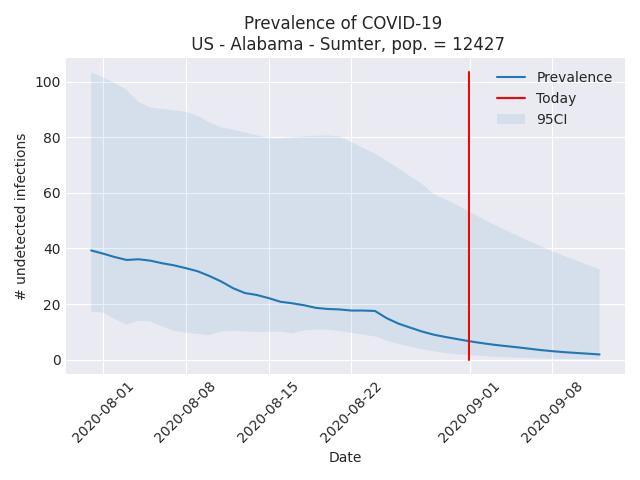 Prevalence of COVID-19
US - Alabama - Sumter, pop. = 12427
Prevalence
Today
95CI
100
80
60
40
20
0
# undetected infections
2020-08-01
2020-08-08
2020-08-15
2020-08-22
2020-09-01
2020-09-08
Date